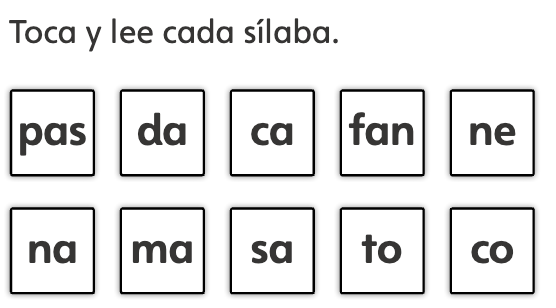 Toca y lee cada sílaba.
pas da ca fan ne
na ma sa to co